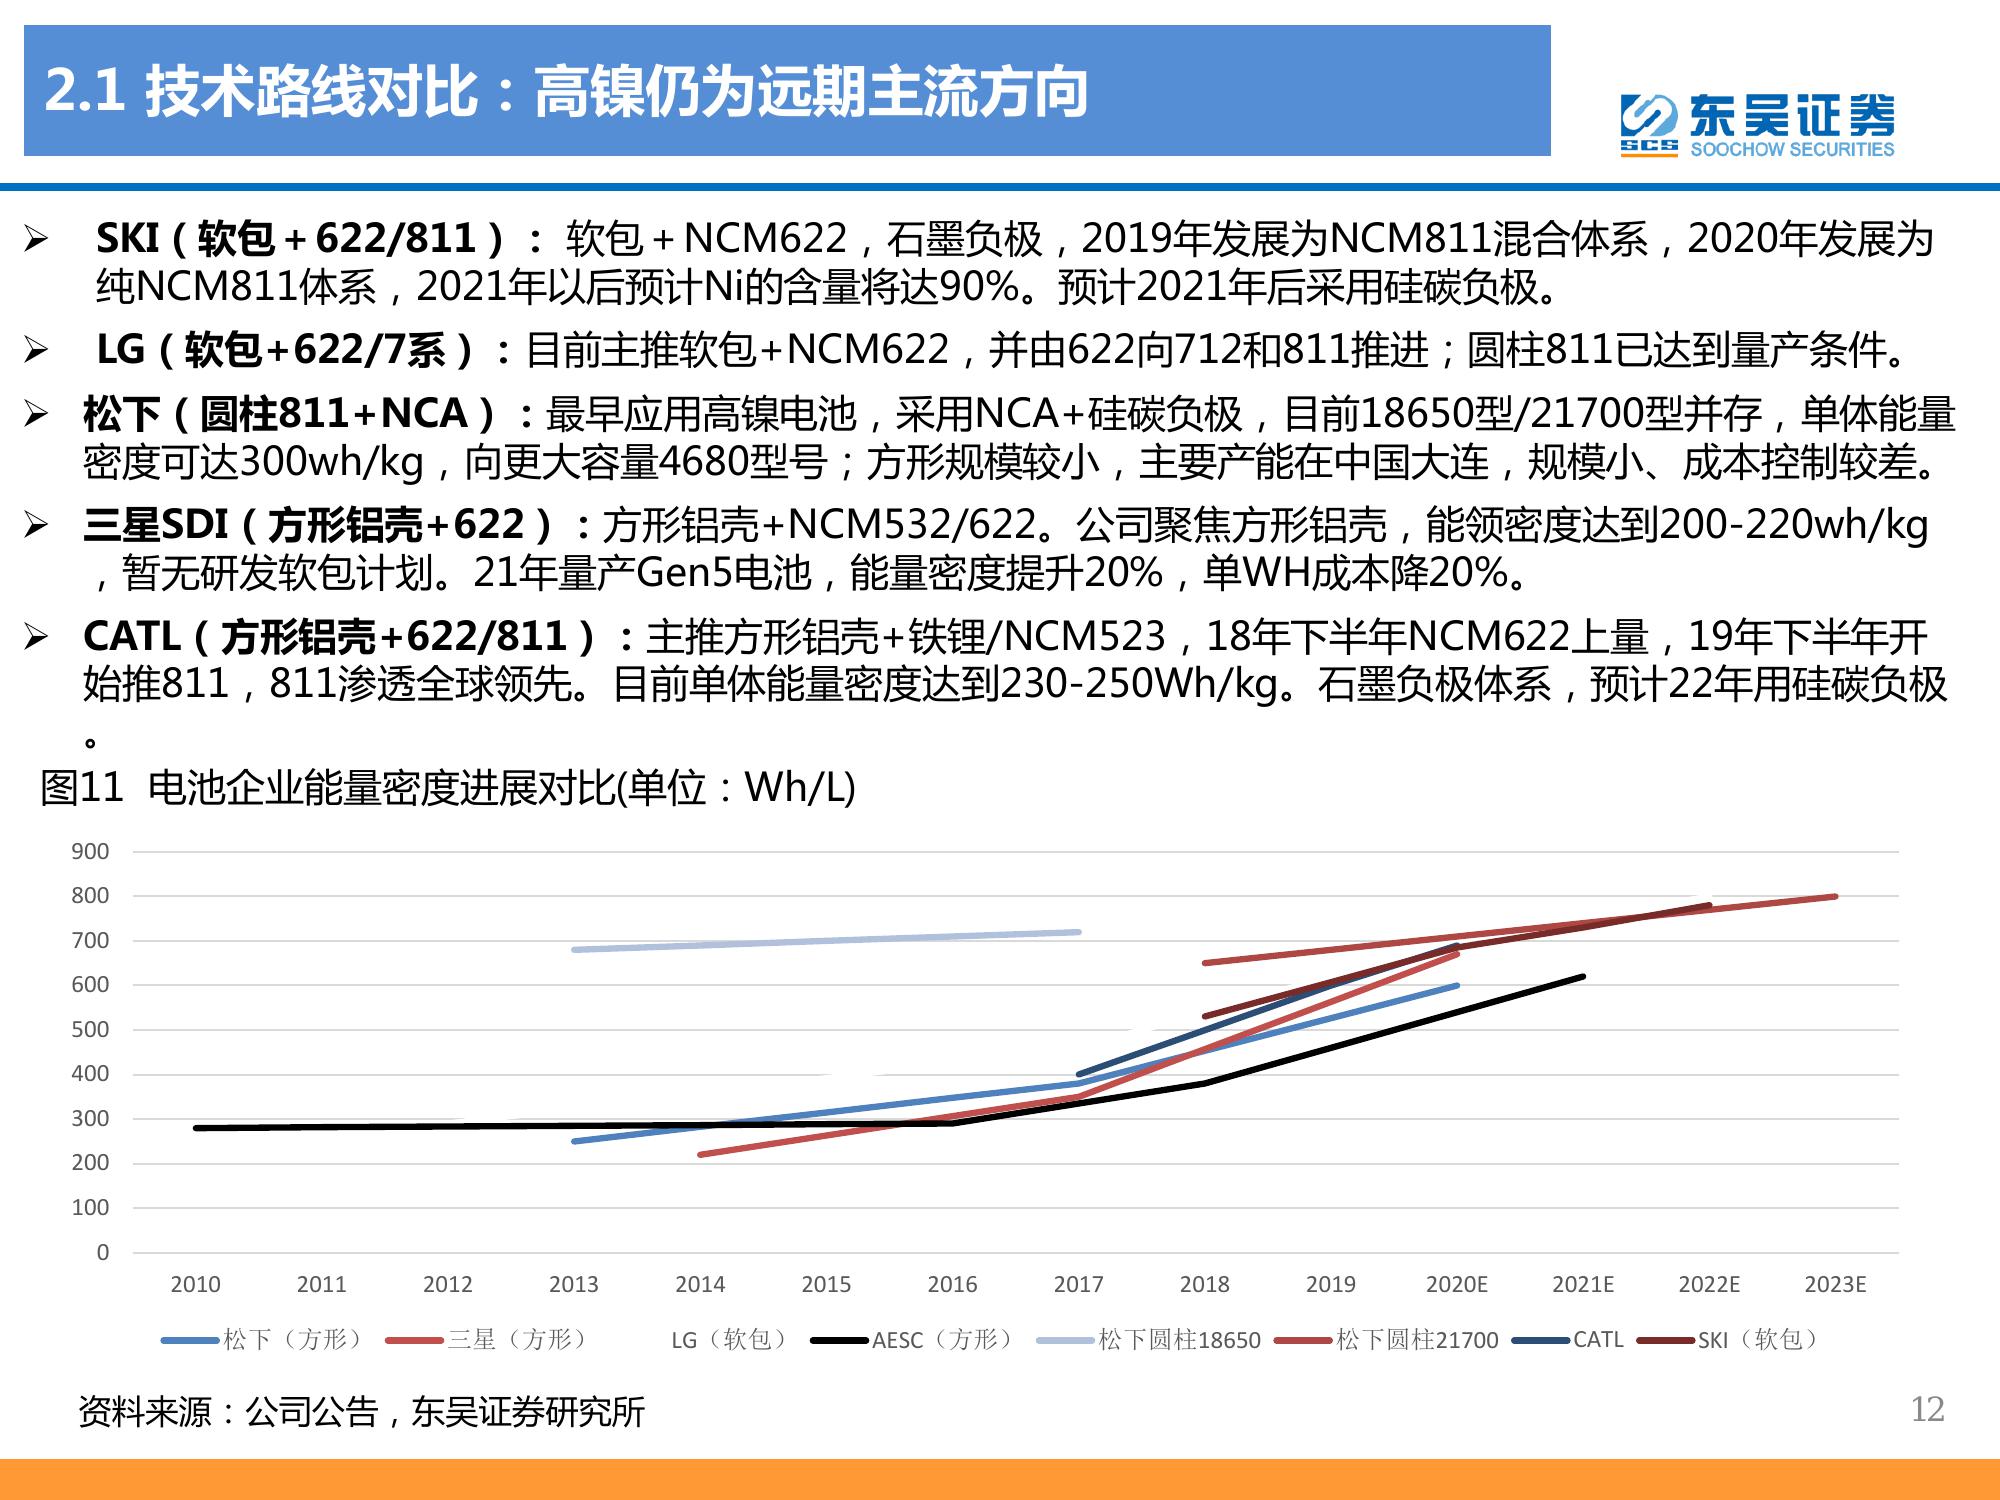 2.1 技术路线对比：高镍仍为远期主流方向
东吴证券
SCS
SOOCHOW SECURITIES
➢ SKI（软包＋622/811）： 软包＋NCM622，石墨负极，2019年发展为NCM811混合体系，2020年发展为
纯NCM811体系，2021年以后预计Ni的含量将达90%。预计2021年后采用硅碳负极。
➢ LG（软包+622/7系）：目前主推软包+NCM622，并由622向712和811推进；圆柱811已达到量产条件。
➢ 松下（圆柱811+NCA）：最早应用高镍电池，采用NCA+硅碳负极，目前18650型/21700型并存，单体能量
密度可达300wh/kg，向更大容量4680型号；方形规模较小，主要产能在中国大连，规模小、成本控制较差。
➢ 三星SDI（方形铝壳+622）：方形铝壳+NCM532/622。公司聚焦方形铝壳，能领密度达到200-220wh/kg
，暂无研发软包计划。21年量产Gen5电池，能量密度提升20%，单WH成本降20%。
➢ CATL（方形铝壳+622/811）：主推方形铝壳+铁锂/NCM523，18年下半年NCM622上量，19年下半年开
始推811，811渗透全球领先。目前单体能量密度达到230-250Wh/kg。石墨负极体系，预计22年用硅碳负极
。
图11 电池企业能量密度进展对比(单位：Wh/L)
900
800
700
600
500
400
300
200
100
0
2010 2011 2012 2013 2014 2015 2016 2017 2018 2019 2020E 2021E 2022E 2023E
松下（方形） 三星（方形） LG（软包） AESC（方形） 松下圆柱18650 松下圆柱21700 CATL SKI（软包）
资料来源：公司公告，东吴证券研究所
12